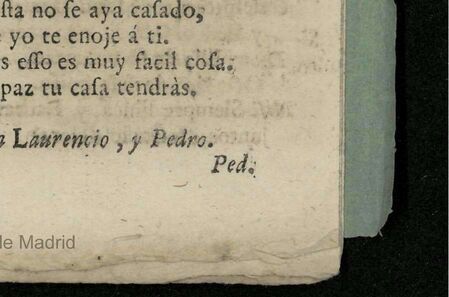 sta no se aya casado,
yo te enoje á ti.
s esso es muy facil cosa.
paz tu casa tendràs.
Laurencio, y Pedro.
Ped.
de Madrid